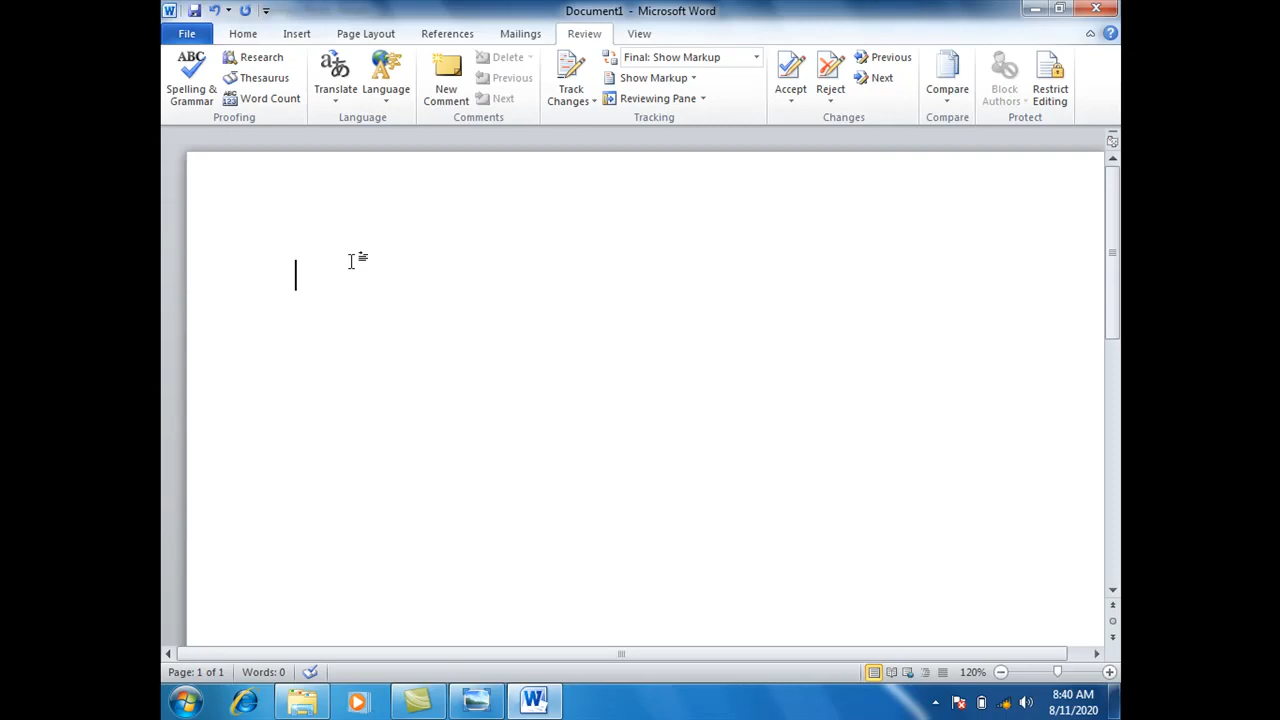 Document1 - Microsoft Word
File Home Insert Page Layout References Mailings Review View
ABC
Spelling & Grammar
Research
Thesaurus
ABC 123 Word Count
Proofing
Translate
Language
Language
New Comment
Delete
Previous
Next
Comments
Track Changes
Final: Show Markup
Show Markup
Reviewing Pane
Tracking
Accept
Reject
Previous
Next
Changes
Compare
Compare
Block Authors
Restrict Editing
Protect
Page: 1 of 1 Words: 0 120%
8:40 AM
8/11/2020